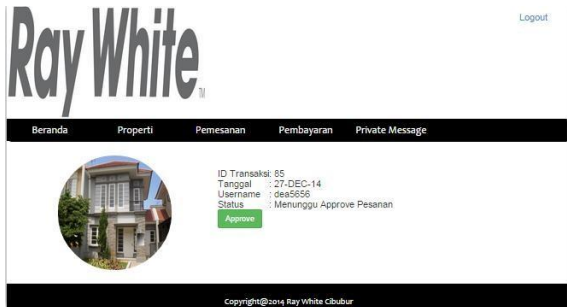 Logout
Ray White TM
Beranda Properti Pemesanan Pembayaran Private Message
ID Transaksi: 85
Tanggal : 27-DEC-14
Username : dea5656
Status : Menunggu Approve Pesanan
Approve
Copyright@2014 Ray White Cibubur